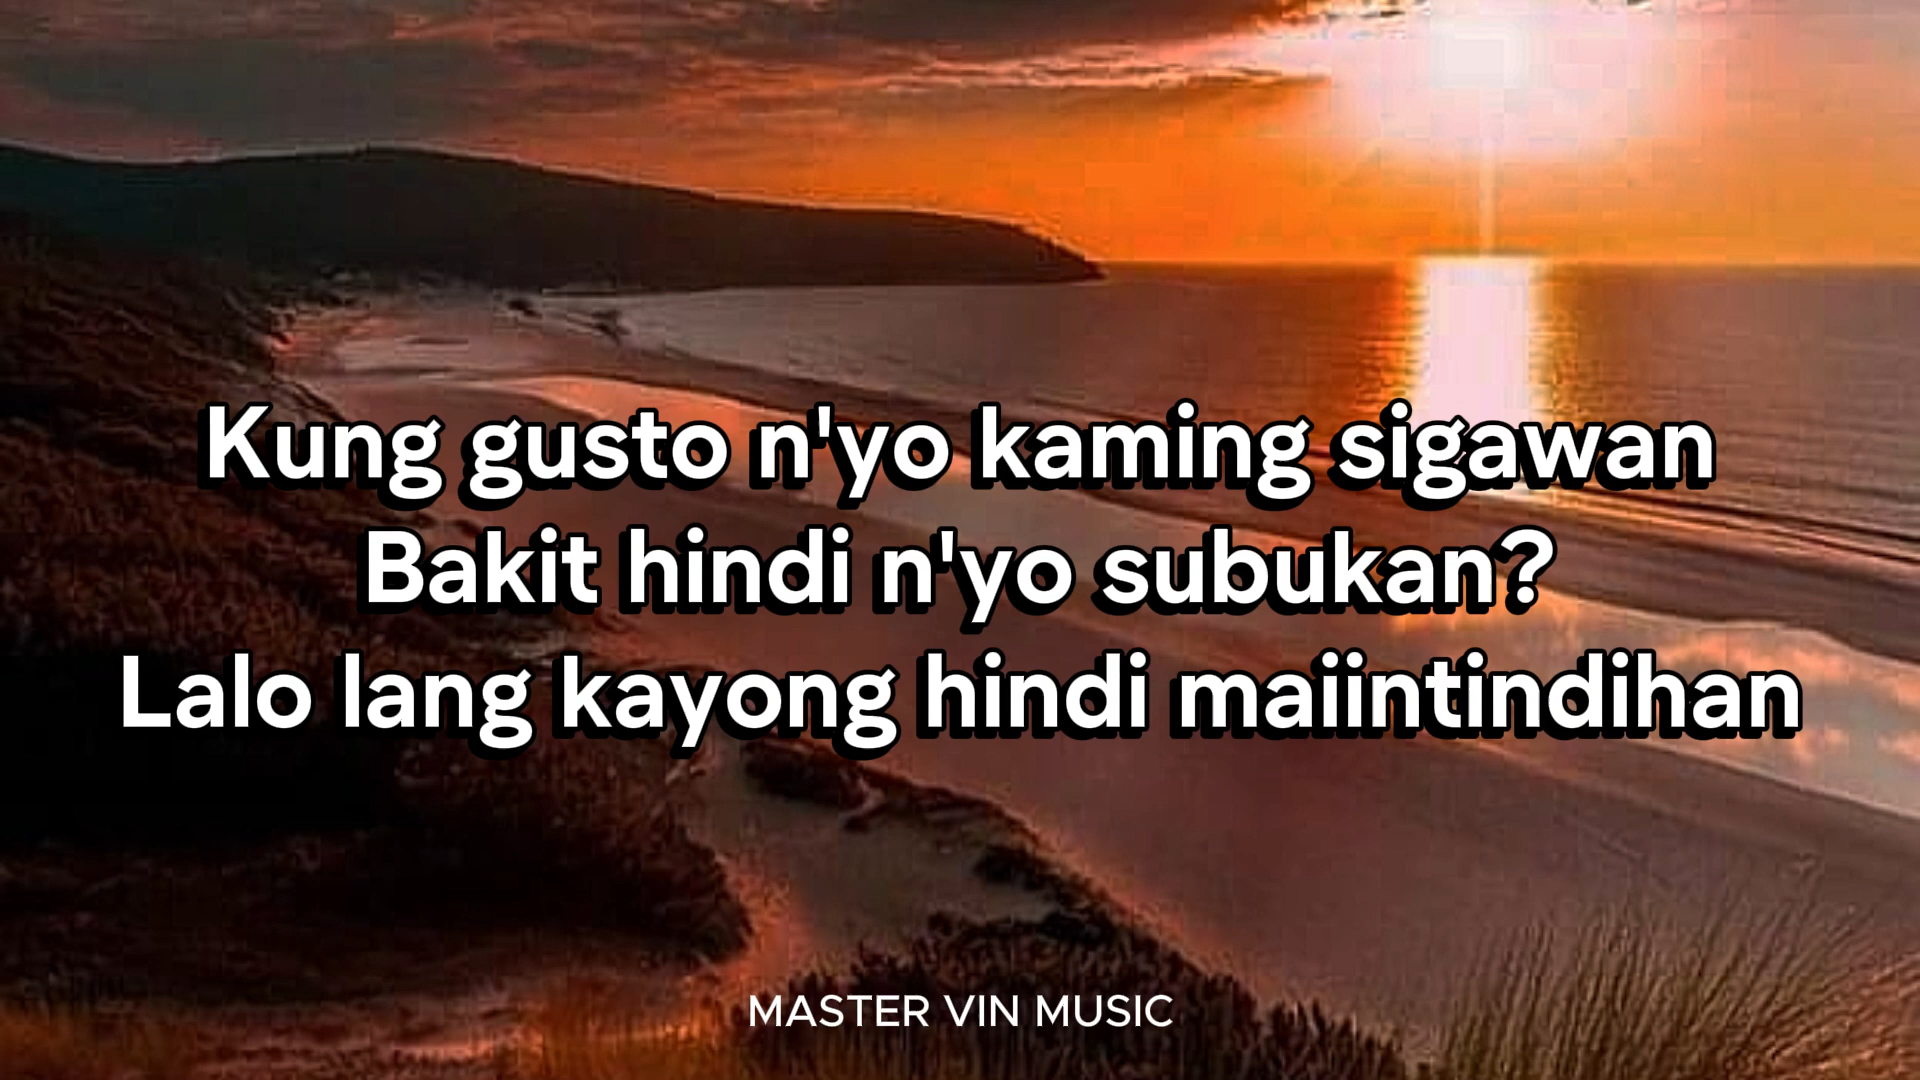 Kung gusto n'yo kaming sigawan
Bakit hindi n'yo subukan?
Lalo lang kayong hindi maiintindihan
MASTER VIN MUSIC